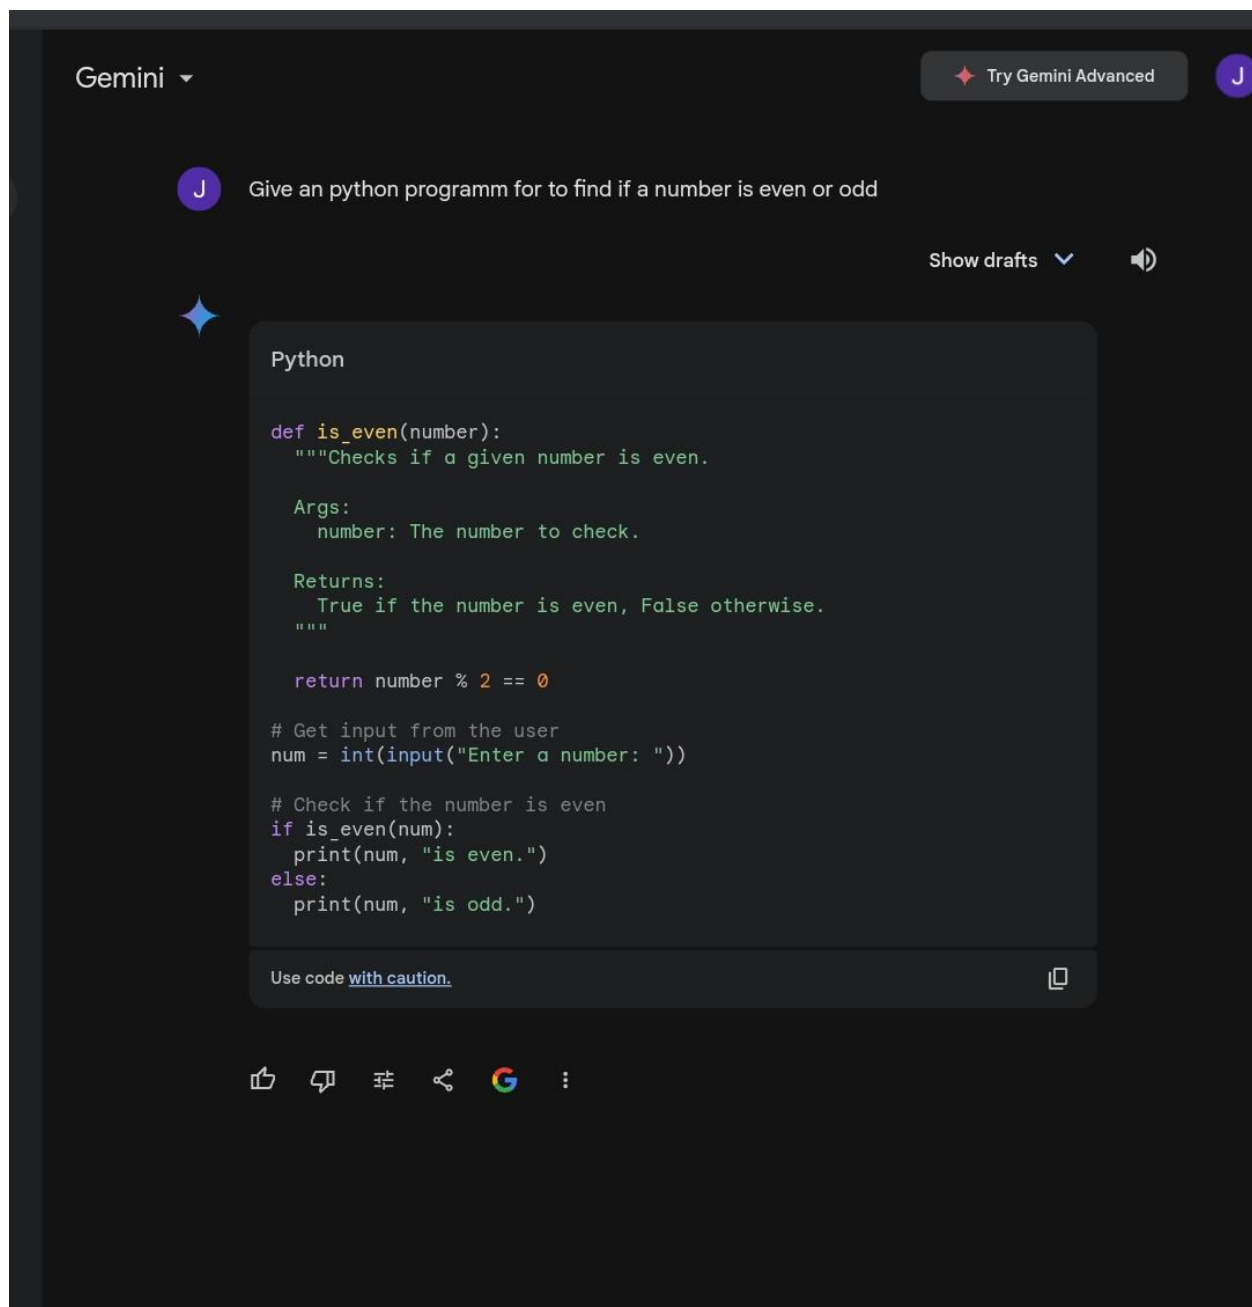 Gemini
Try Gemini Advanced
J
J
Give an python programm for to find if a number is even or odd
Show drafts
Python
def is_even(number):
  """Checks if a given number is even.
  Args:
    number: The number to check.
  Returns:
    True if the number is even, False otherwise.
  """
  return number % 2 == 0
# Get input from the user
num = int(input("Enter a number: "))
# Check if the number is even
if is_even(num):
  print(num, "is even.")
else:
  print(num, "is odd.")
Use code with caution.